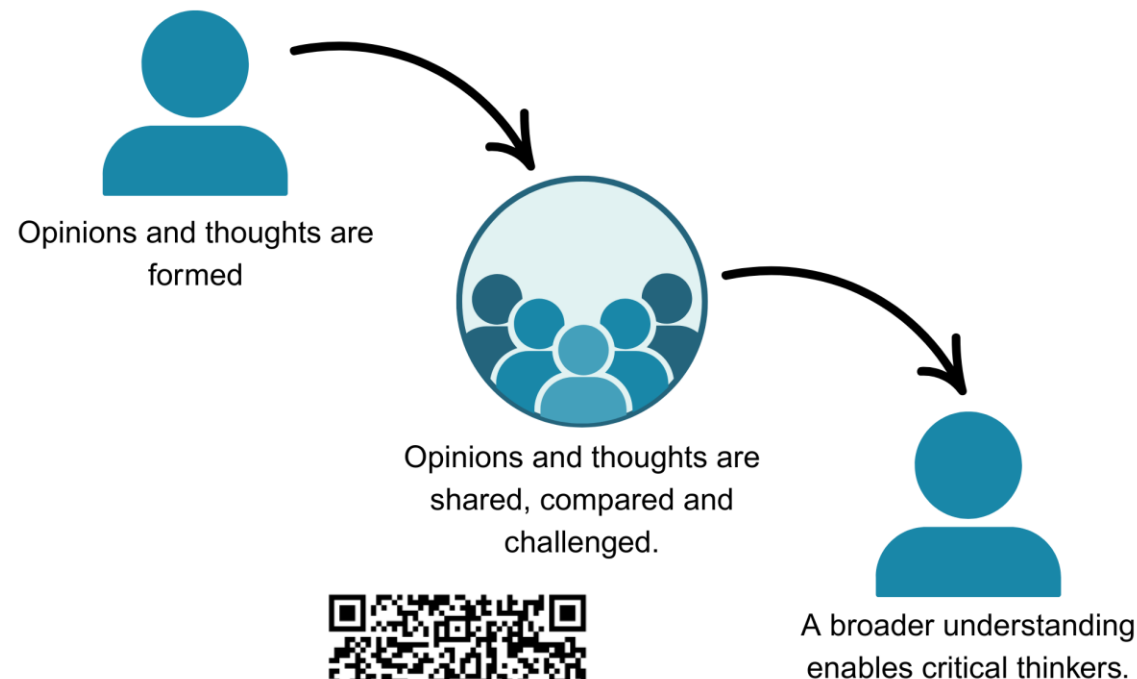 Opinions and thoughts are
formed
Opinions and thoughts are
shared, compared and
challenged.
A broader understanding
enables critical thinkers.